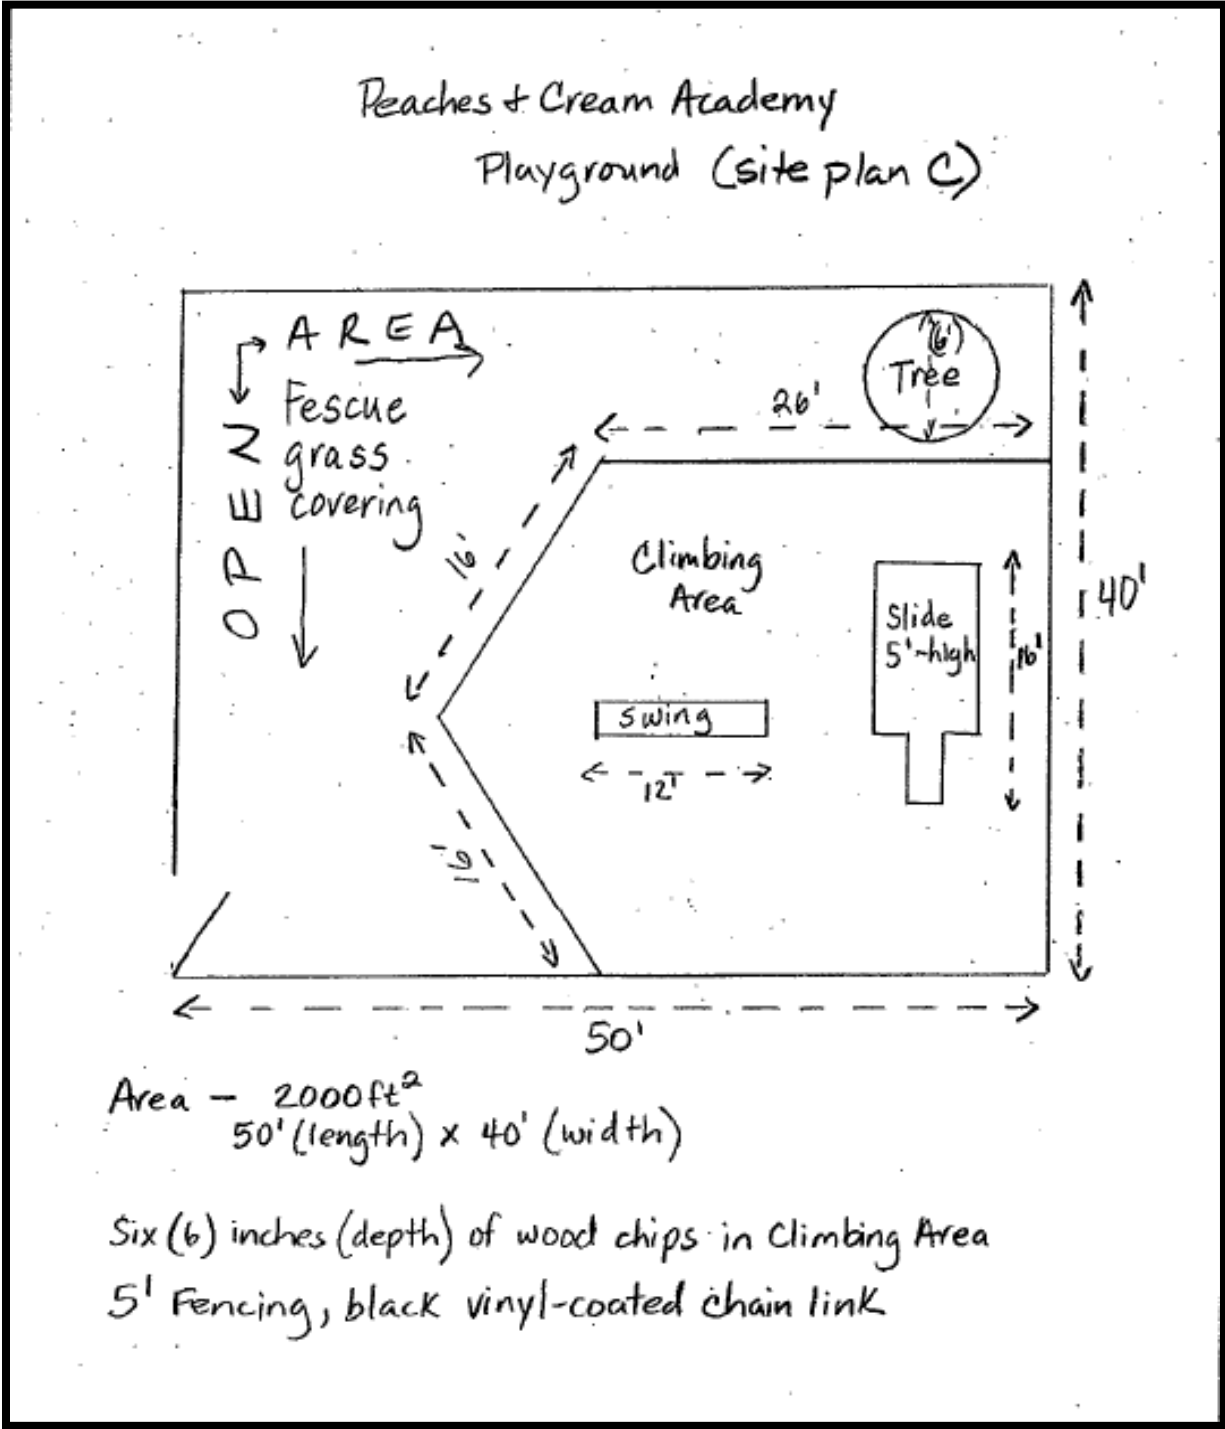 Peaches + Cream Academy
Playground (site plan C)
AREA
OPEN
Fescue
grass
covering
(6')
Tree
26'
16'
Climbing
Area
Slide
5'-high
16'
40'
swing
12'
16'
50'
Area - 2000 ft²
50' (length) x 40' (width)
Six (6) inches (depth) of wood chips in Climbing Area
5' Fencing, black vinyl-coated chain link